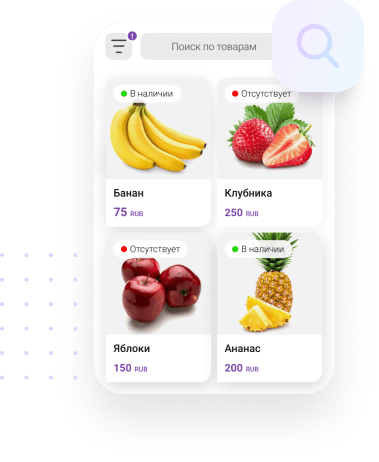 !
Поиск по товарам
В наличии
Отсутствует
Банан
Клубника
75 RUB
250 RUB
Отсутствует
В наличии
Яблоки
Ананас
150 RUB
200 RUB